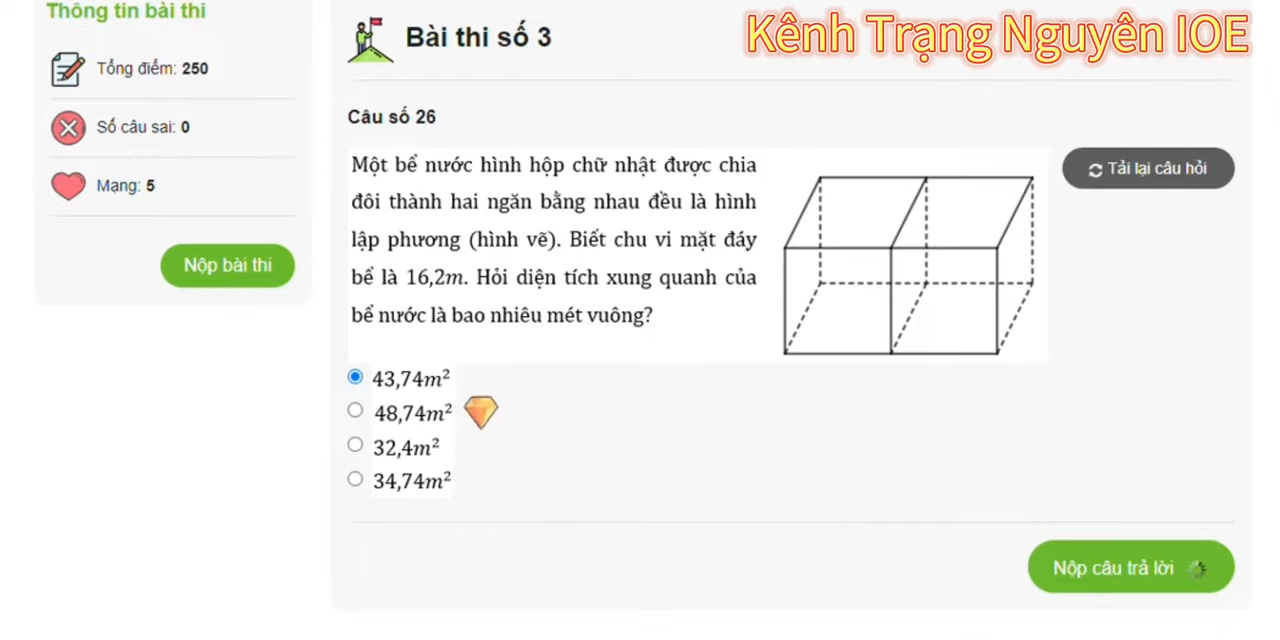 Thông tin bài thi
Tổng điểm: 250
Số câu sai: 0
Mạng: 5
Nộp bài thi
Bài thi số 3
Kênh Trạng Nguyên IOE
Câu số 26
Một bể nước hình hộp chữ nhật được chia
đôi thành hai ngăn bằng nhau đều là hình
lập phương (hình vẽ). Biết chu vi mặt đáy
bể là 16,2m. Hỏi diện tích xung quanh của
bể nước là bao nhiêu mét vuông?
Tải lại câu hỏi
43,74m²
48,74m²
32,4m²
34,74m²
Nộp câu trả lời